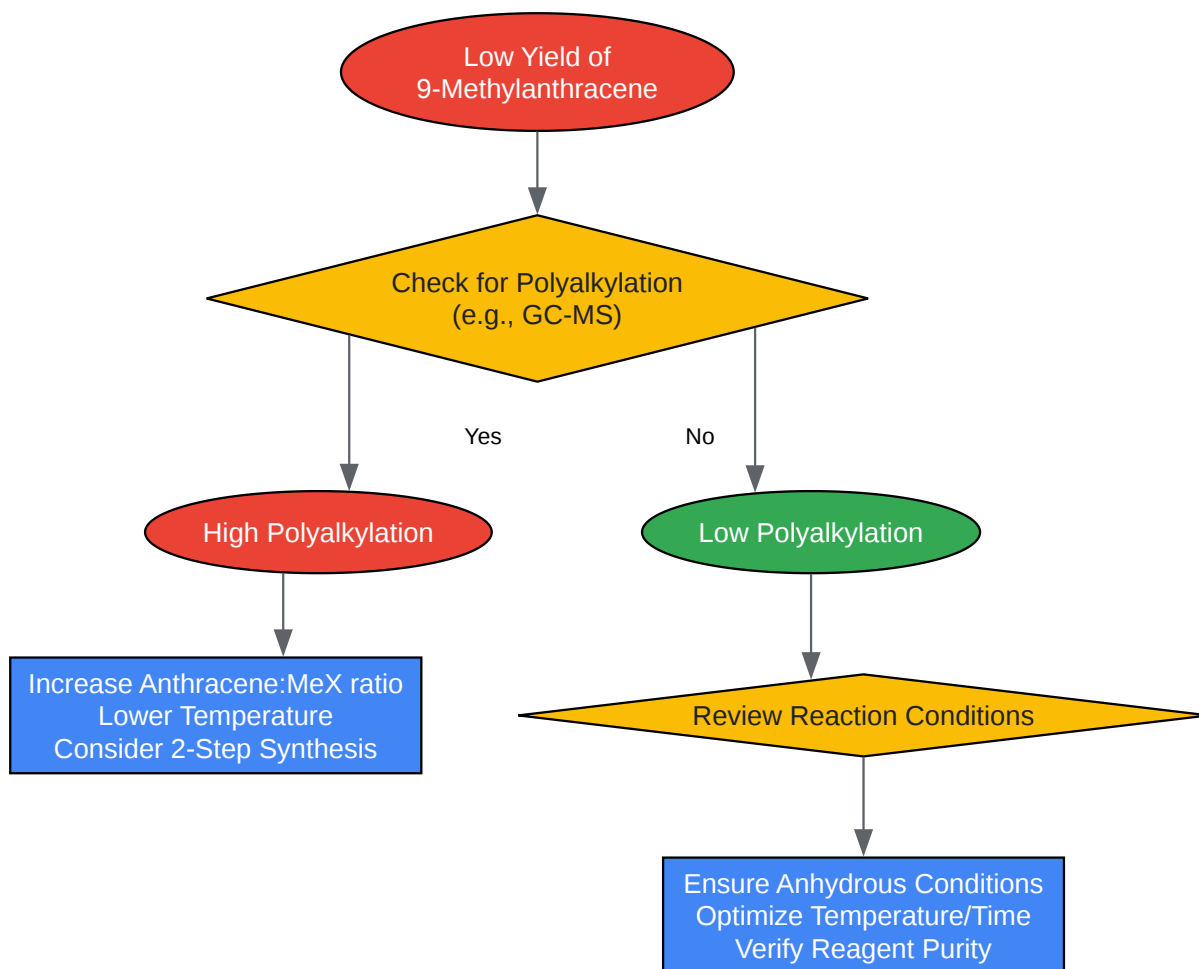 Low Yield of
9-Methylanthracene
Check for Polyalkylation
(e.g., GC-MS)
Yes
No
High Polyalkylation
Low Polyalkylation
Increase Anthracene:MeX ratio
Lower Temperature
Consider 2-Step Synthesis
Review Reaction Conditions
Ensure Anhydrous Conditions
Optimize Temperature/Time
Verify Reagent Purity